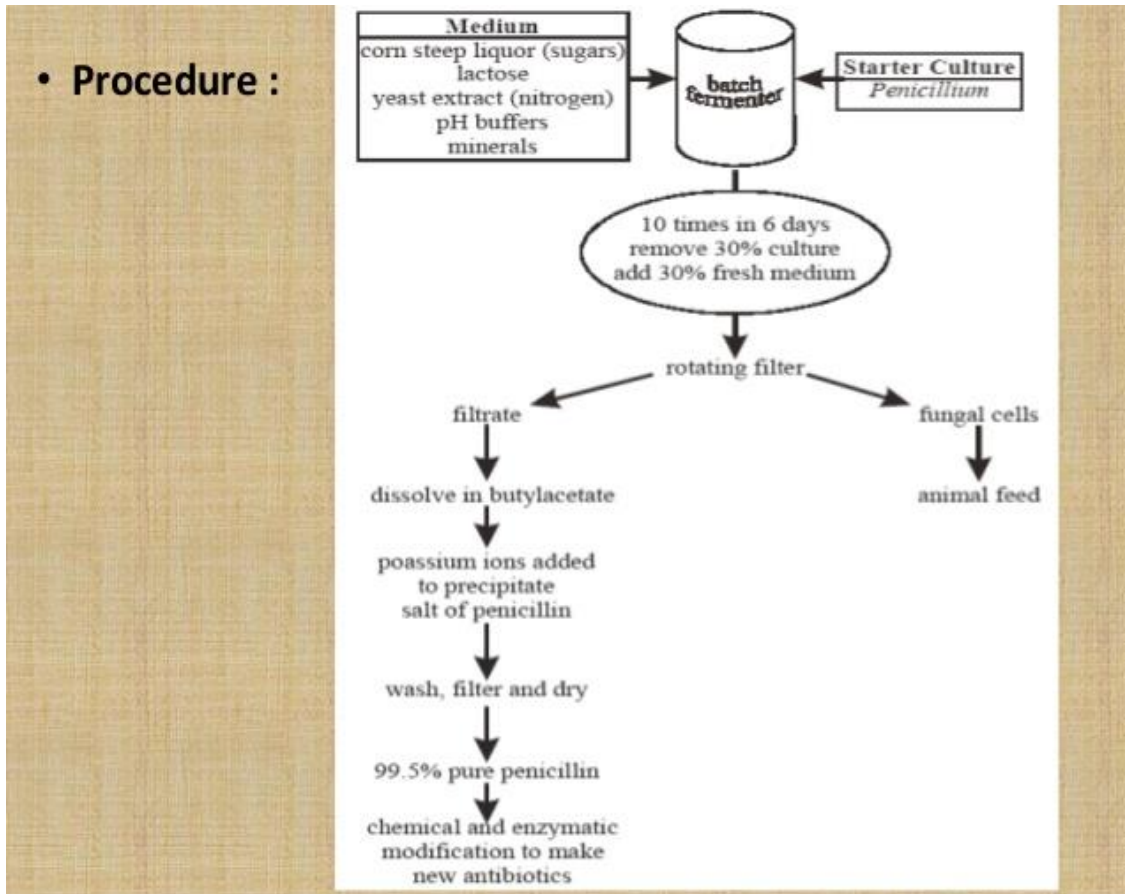 • Procedure :
Medium
corn steep liquor (sugars)
lactose
yeast extract (nitrogen)
pH buffers
minerals
batch
fermenter
Starter Culture
Penicillium
10 times in 6 days
remove 30% culture
add 30% fresh medium
rotating filter
filtrate
fungal cells
dissolve in butylacetate
animal feed
poassium ions added
to precipitate
salt of penicillin
wash, filter and dry
99.5% pure penicillin
chemical and enzymatic
modification to make
new antibiotics